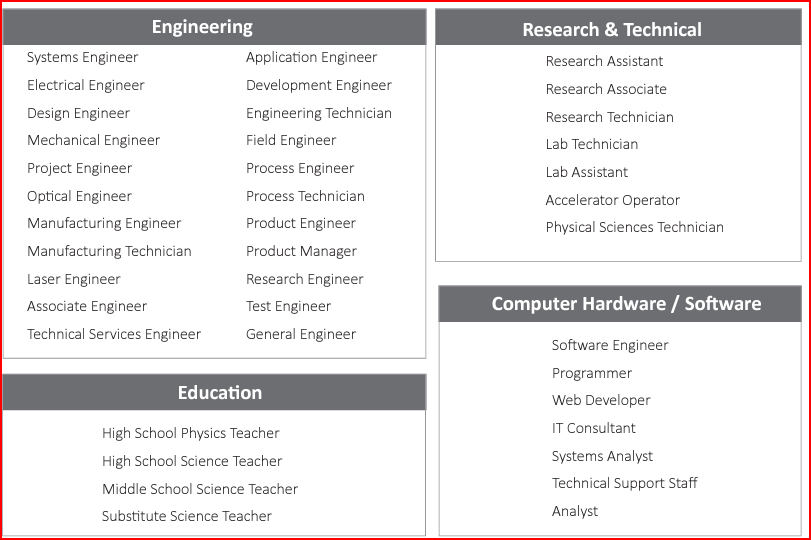 Engineering
Systems Engineer
Electrical Engineer
Design Engineer
Mechanical Engineer
Project Engineer
Optical Engineer
Manufacturing Engineer
Manufacturing Technician
Laser Engineer
Associate Engineer
Technical Services Engineer
Application Engineer
Development Engineer
Engineering Technician
Field Engineer
Process Engineer
Process Technician
Product Engineer
Product Manager
Research Engineer
Test Engineer
General Engineer
Research & Technical
Research Assistant
Research Associate
Research Technician
Lab Technician
Lab Assistant
Accelerator Operator
Physical Sciences Technician
Education
High School Physics Teacher
High School Science Teacher
Middle School Science Teacher
Substitute Science Teacher
Computer Hardware / Software
Software Engineer
Programmer
Web Developer
IT Consultant
Systems Analyst
Technical Support Staff
Analyst